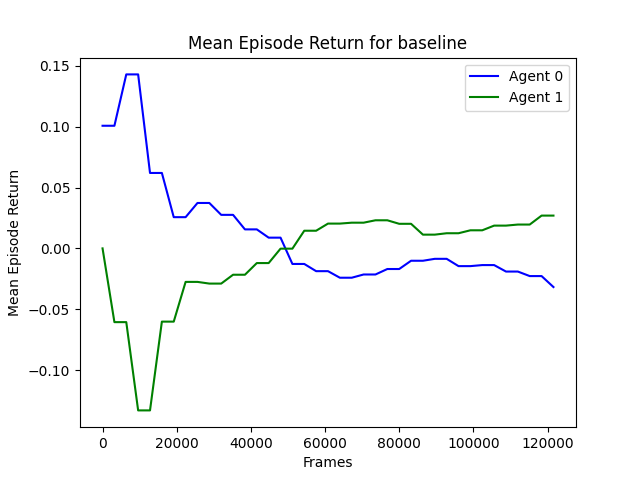 Mean Episode Return for baseline
Agent 0
Agent 1
Mean Episode Return
0.15
0.10
0.05
0.00
−0.05
−0.10
0 20000 40000 60000 80000 100000 120000
Frames